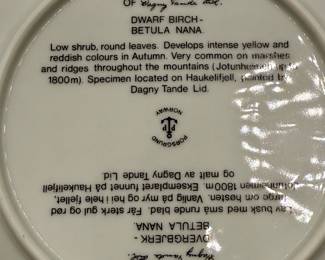 OF Dagny Tande Lid.
DWARF BIRCH -
BETULA NANA.
Low shrub, round leaves. Develops intense yellow and
reddish colours in Autumn. Very common on marshes
and ridges throughout the mountains (Jotunheimen
1800m). Specimen located on Haukelifjell, painted by
Dagny Tande Lid.
PORSGRUND
NORWAY
DVERGBJERK -
BETULA NANA
Lav busk med små runde blad. Får sterk gul og rød
farge om høsten. Vanlig på myr og hei i hele fjellet,
Jotunheimen 1800m. Eksemplaret funnet på Haukelifjell
og malt av Dagny Tande Lid
Dagny Tande Lid.